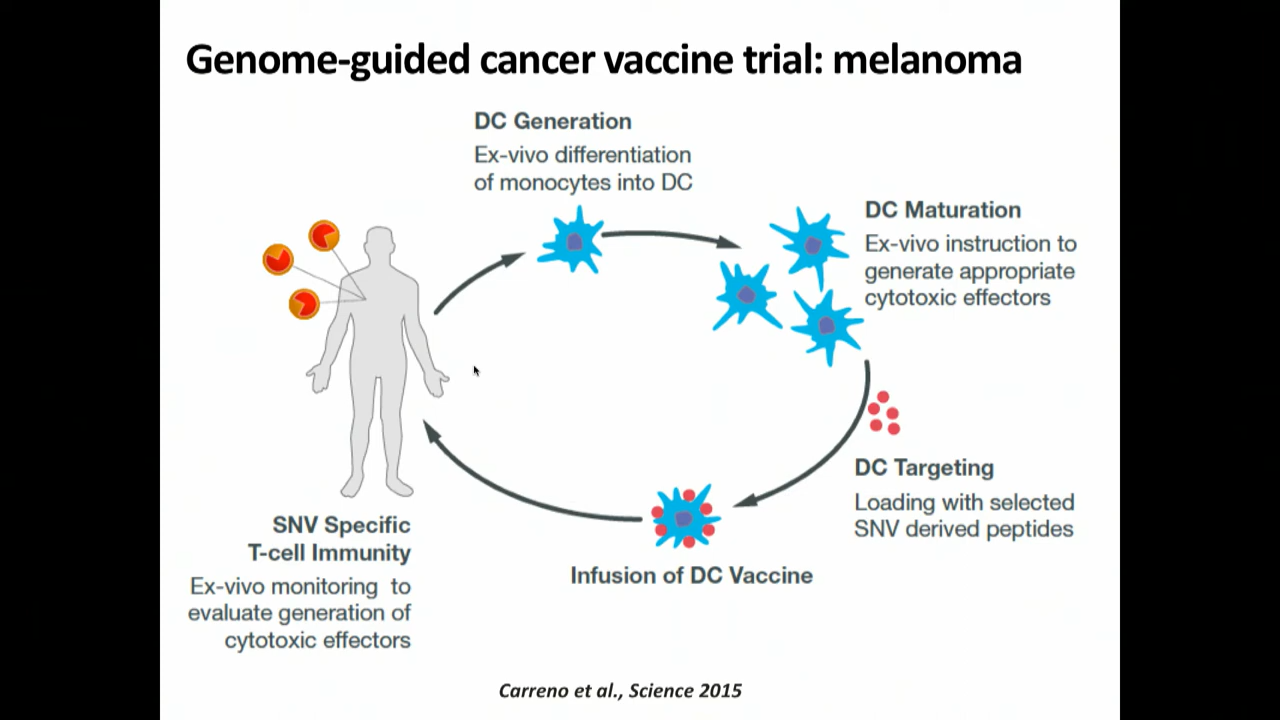 Genome-guided cancer vaccine trial: melanoma
DC Generation
Ex-vivo differentiation
of monocytes into DC
DC Maturation
Ex-vivo instruction to
generate appropriate
cytotoxic effectors
DC Targeting
Loading with selected
SNV derived peptides
Infusion of DC Vaccine
SNV Specific
T-cell Immunity
Ex-vivo monitoring to
evaluate generation of
cytotoxic effectors
Carreno et al., Science 2015